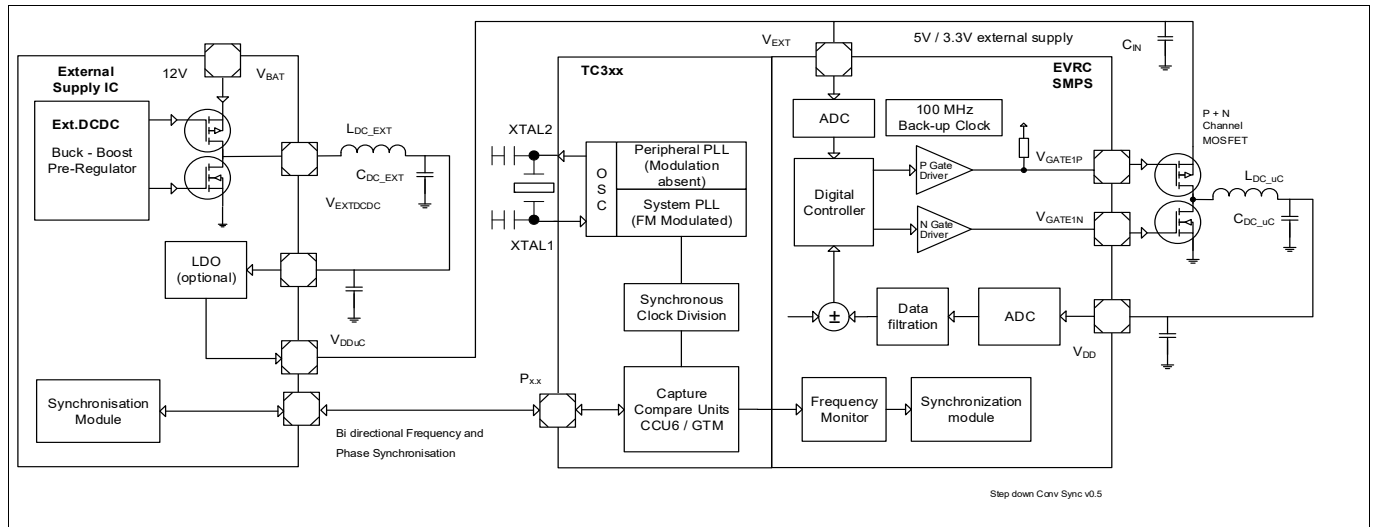 External
Supply IC
12V
VBAT
Ext.DCDC
Buck - Boost
Pre-Regulator
LDC_EXT
CDC_EXT
VEXTDCDC
LDO
(optional)
VDDuC
Synchronisation
Module
Bi directional Frequency and
Phase Synchronisation
Px.x
TC3xx
XTAL2
XTAL1
OSC
Peripheral PLL
(Modulation
absent)
System PLL
(FM Modulated)
Synchronous
Clock Division
Capture
Compare Units
CCU6 / GTM
VEXT
5V / 3.3V external supply
CIN
EVRC
SMPS
ADC
100 MHz
Back-up Clock
Digital
Controller
P Gate
Driver
N Gate
Driver
VGATE1P
VGATE1N
P + N
Channel
MOSFET
LDC_uC
CDC_uC
±
Data
filtration
ADC
VDD
Frequency
Monitor
Synchronization
module
Step down Conv Sync v0.5